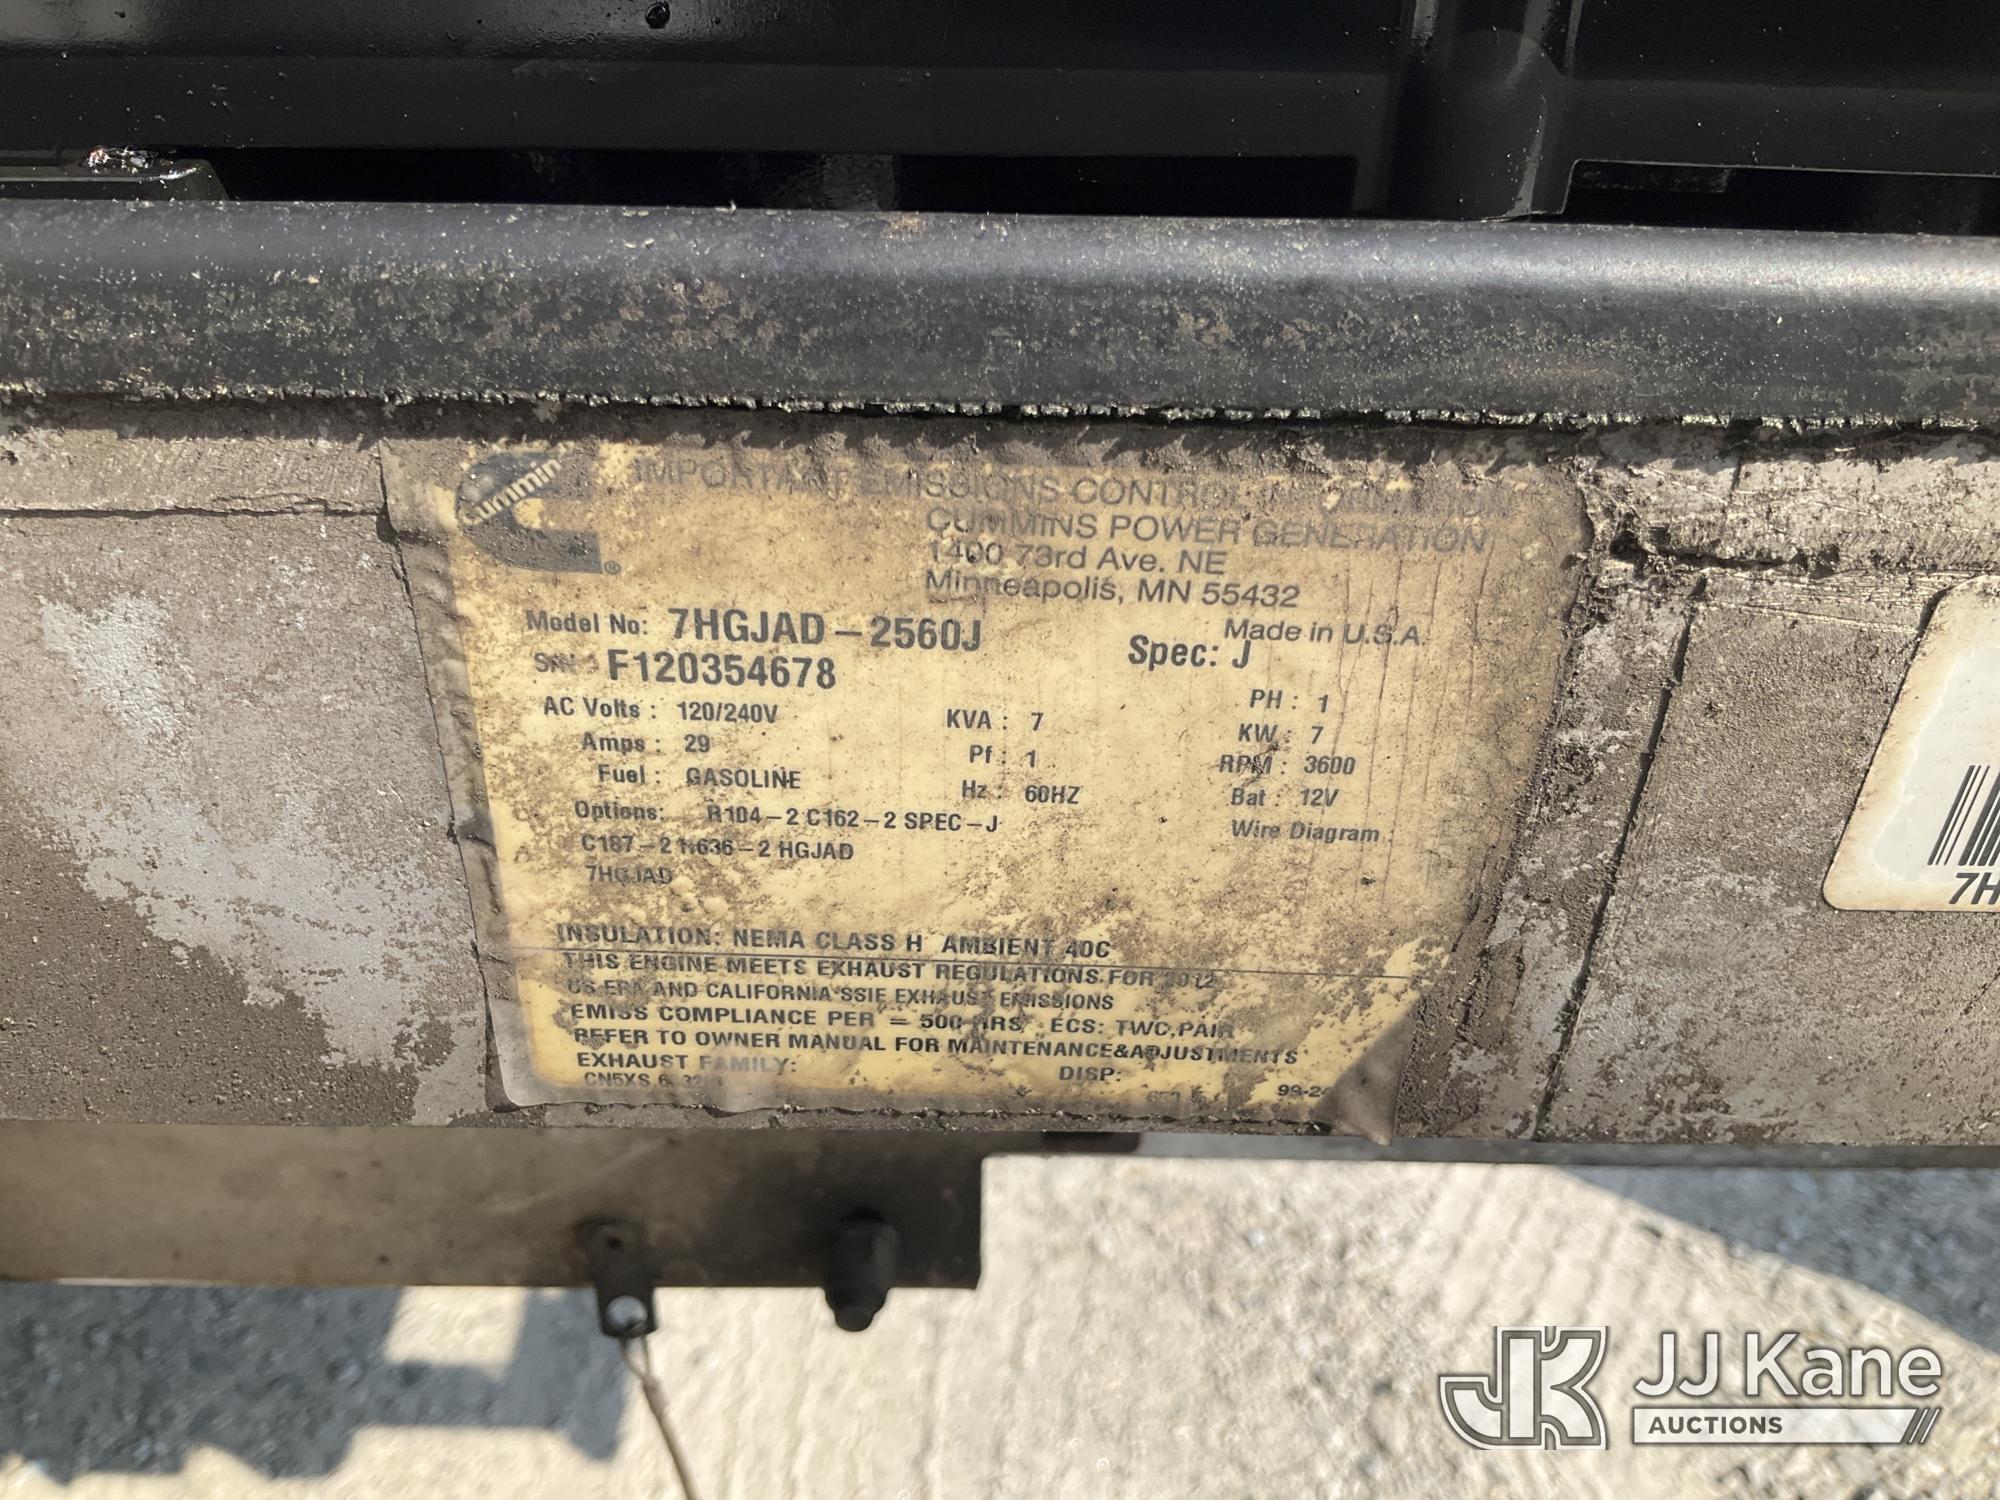 Cummins
IMPORTANT EMISSIONS CONTROL INFORMATION
CUMMINS POWER GENERATION
1400 73rd Ave. NE
Minneapolis, MN 55432
Made in U.S.A.
Model No: 7HGJAD-2560J
Spec: J
S/N: F120354678
AC Volts: 120/240V KVA: 7 PH: 1
Amps: 29 Pf: 1 KW: 7
Fuel: GASOLINE Hz: 60HZ RPM: 3600
Bat: 12V
Options: R104-2 C162-2 SPEC-J
Wire Diagram:
C187-2 H636-2 HGJAD
7HGJAD
INSULATION: NEMA CLASS H AMBIENT 40C
THIS ENGINE MEETS EXHAUST REGULATIONS FOR 2012
US EPA AND CALIFORNIA SSIE EXHAUST EMISSIONS
EMISS COMPLIANCE PER = 500 HRS ECS: TWC,PAIR
REFER TO OWNER MANUAL FOR MAINTENANCE&ADJUSTMENTS
EXHAUST FAMILY: DISP:
7H
JK JJ Kane
AUCTIONS